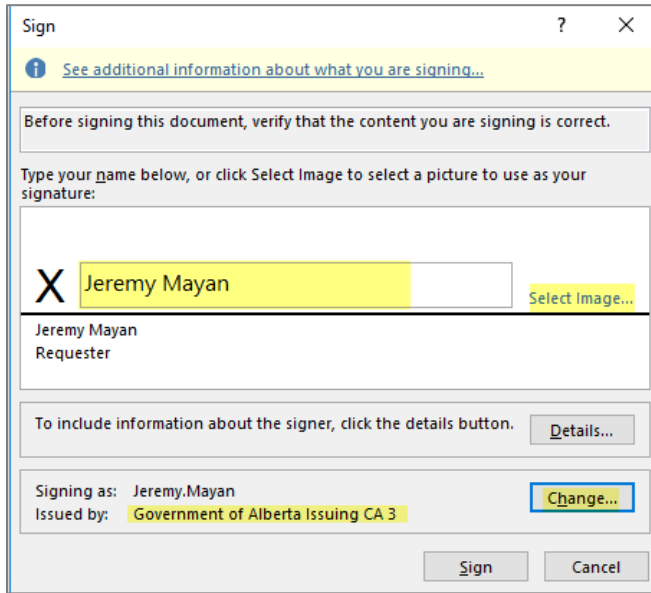 Sign ? X
See additional information about what you are signing...
Before signing this document, verify that the content you are signing is correct.
Type your name below, or click Select Image to select a picture to use as your
signature:
X Jeremy Mayan Select Image...
Jeremy Mayan
Requester
To include information about the signer, click the details button. Details...
Signing as: Jeremy.Mayan Change...
Issued by: Government of Alberta Issuing CA 3
Sign Cancel